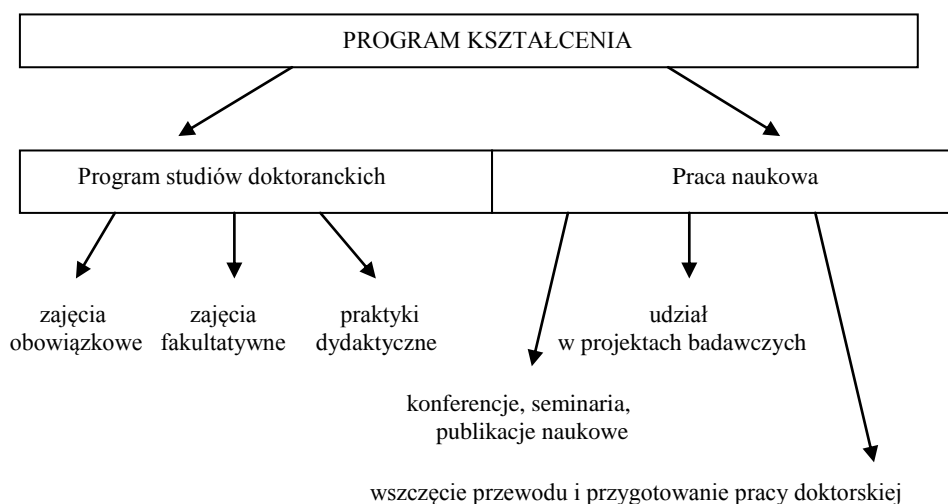 PROGRAM KSZTAŁCENIA
Program studiów doktoranckich
Praca naukowa
zajęcia
obowiązkowe
zajęcia
fakultatywne
praktyki
dydaktyczne
udział
w projektach badawczych
konferencje, seminaria,
publikacje naukowe
wszczęcie przewodu i przygotowanie pracy doktorskiej